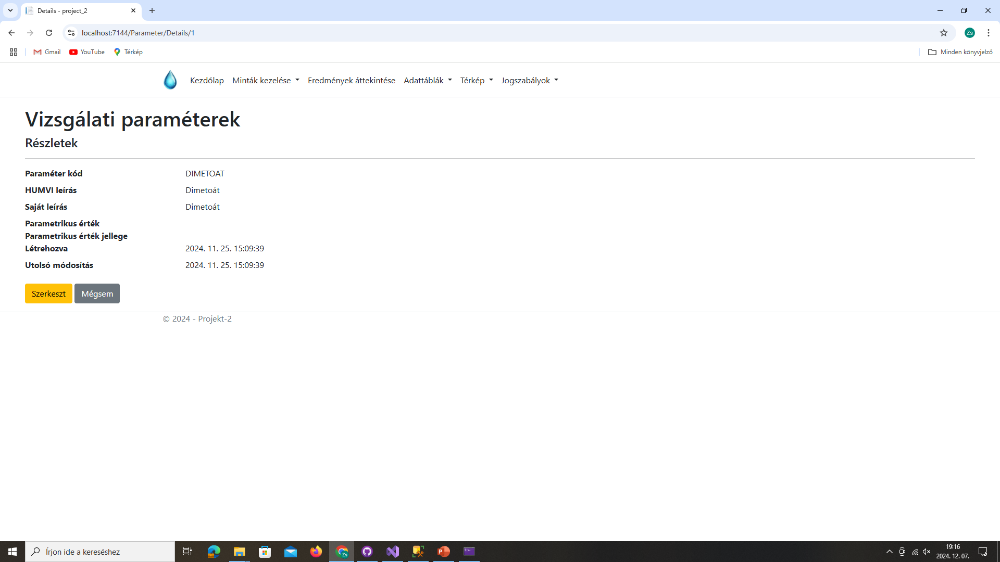 Details - project_2
localhost:7144/Parameter/Details/1
Zs
Gmail YouTube Térkép Minden könyvjelző
Kezdőlap Minták kezelése Eredmények áttekintése Adattáblák Térkép Jogszabályok
Vizsgálati paraméterek
Részletek
Paraméter kód DIMETOAT
HUMVI leírás Dimetoát
Saját leírás Dimetoát
Parametrikus érték
Parametrikus érték jellege
Létrehozva 2024. 11. 25. 15:09:39
Utolsó módosítás 2024. 11. 25. 15:09:39
Szerkeszt Mégsem
© 2024 - Projekt-2
Írjon ide a kereséshez
19:16
2024. 12. 07.